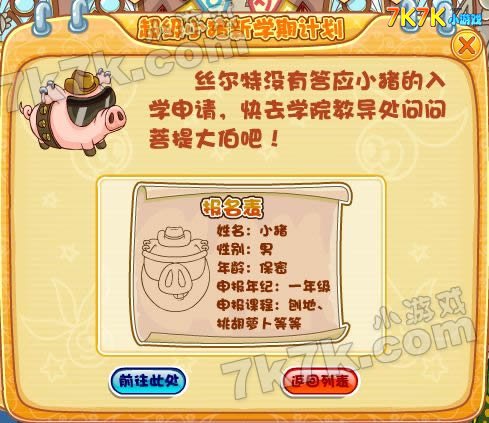 超级小猪新学期计划
7K7K小游戏
丝尔特没有答应小猪的入
学申请，快去学院教导处问问
菩提大伯吧！
报名表
姓名：小猪
性别：男
年龄：保密
申报年纪：一年级
申报课程：刨地、
挑胡萝卜等等
前往此处
返回列表
7k7k.com
7k7k.com 小游戏